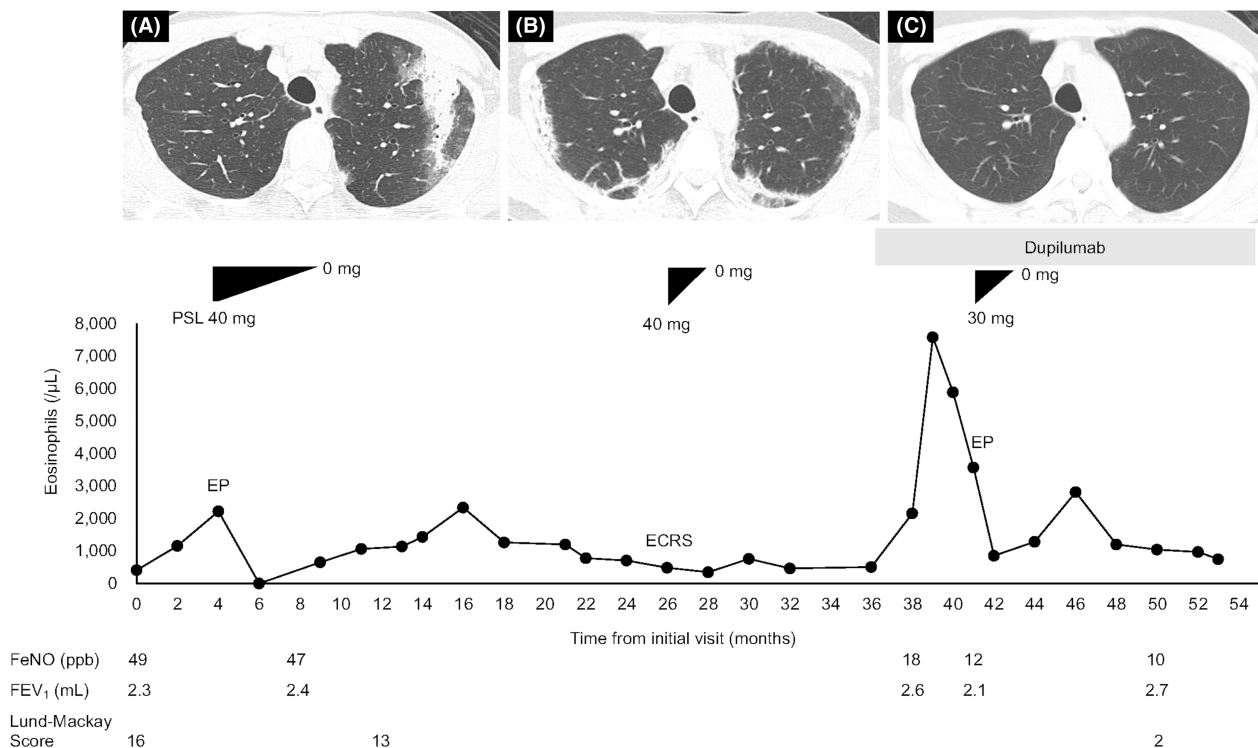 (A)
(B)
(C)
Dupilumab
0 mg
0 mg
0 mg
PSL 40 mg
40 mg
30 mg
Eosinophils (/μL)
8,000
7,000
6,000
5,000
4,000
3,000
2,000
1,000
0
EP
ECRS
EP
0 2 4 6 8 10 12 14 16 18 20 22 24 26 28 30 32 34 36 38 40 42 44 46 48 50 52 54
Time from initial visit (months)
FeNO (ppb) 49 47 18 12 10
FEV₁ (mL) 2.3 2.4 2.6 2.1 2.7
Lund-Mackay
Score 16 13 2